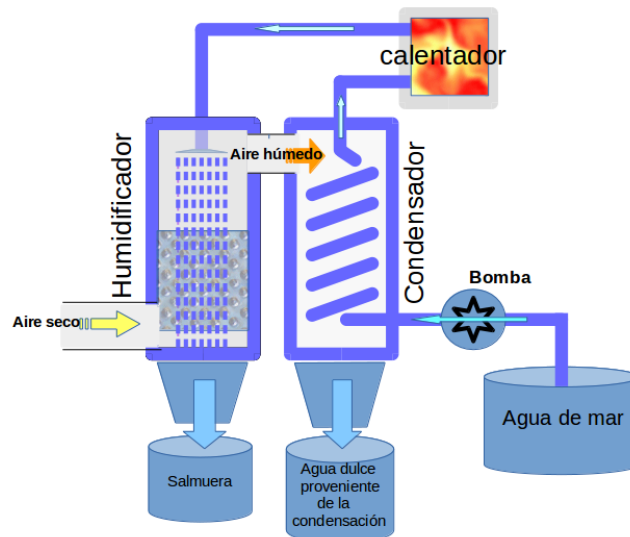 calentador
Humidificador
Aire húmedo
Condensador
Bomba
Aire seco
Agua de mar
Salmuera
Agua dulce
proveniente
de la
condensación